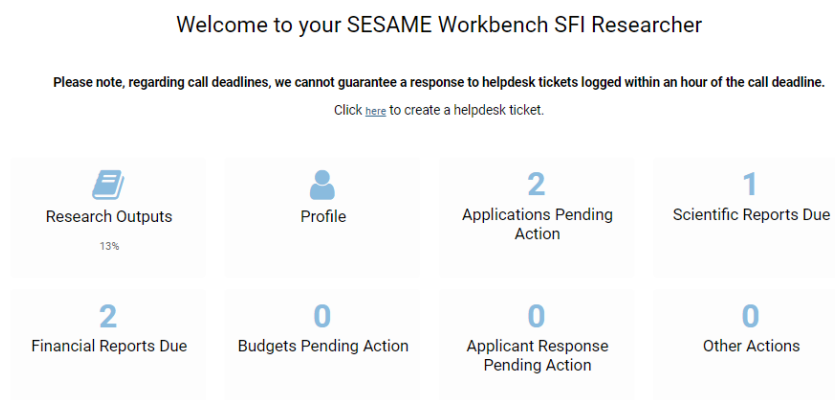 Welcome to your SESAME Workbench SFI Researcher
Please note, regarding call deadlines, we cannot guarantee a response to helpdesk tickets logged within an hour of the call deadline.
Click here to create a helpdesk ticket.
Research Outputs
13%
Profile
2
Applications Pending
Action
1
Scientific Reports Due
2
Financial Reports Due
0
Budgets Pending Action
0
Applicant Response
Pending Action
0
Other Actions